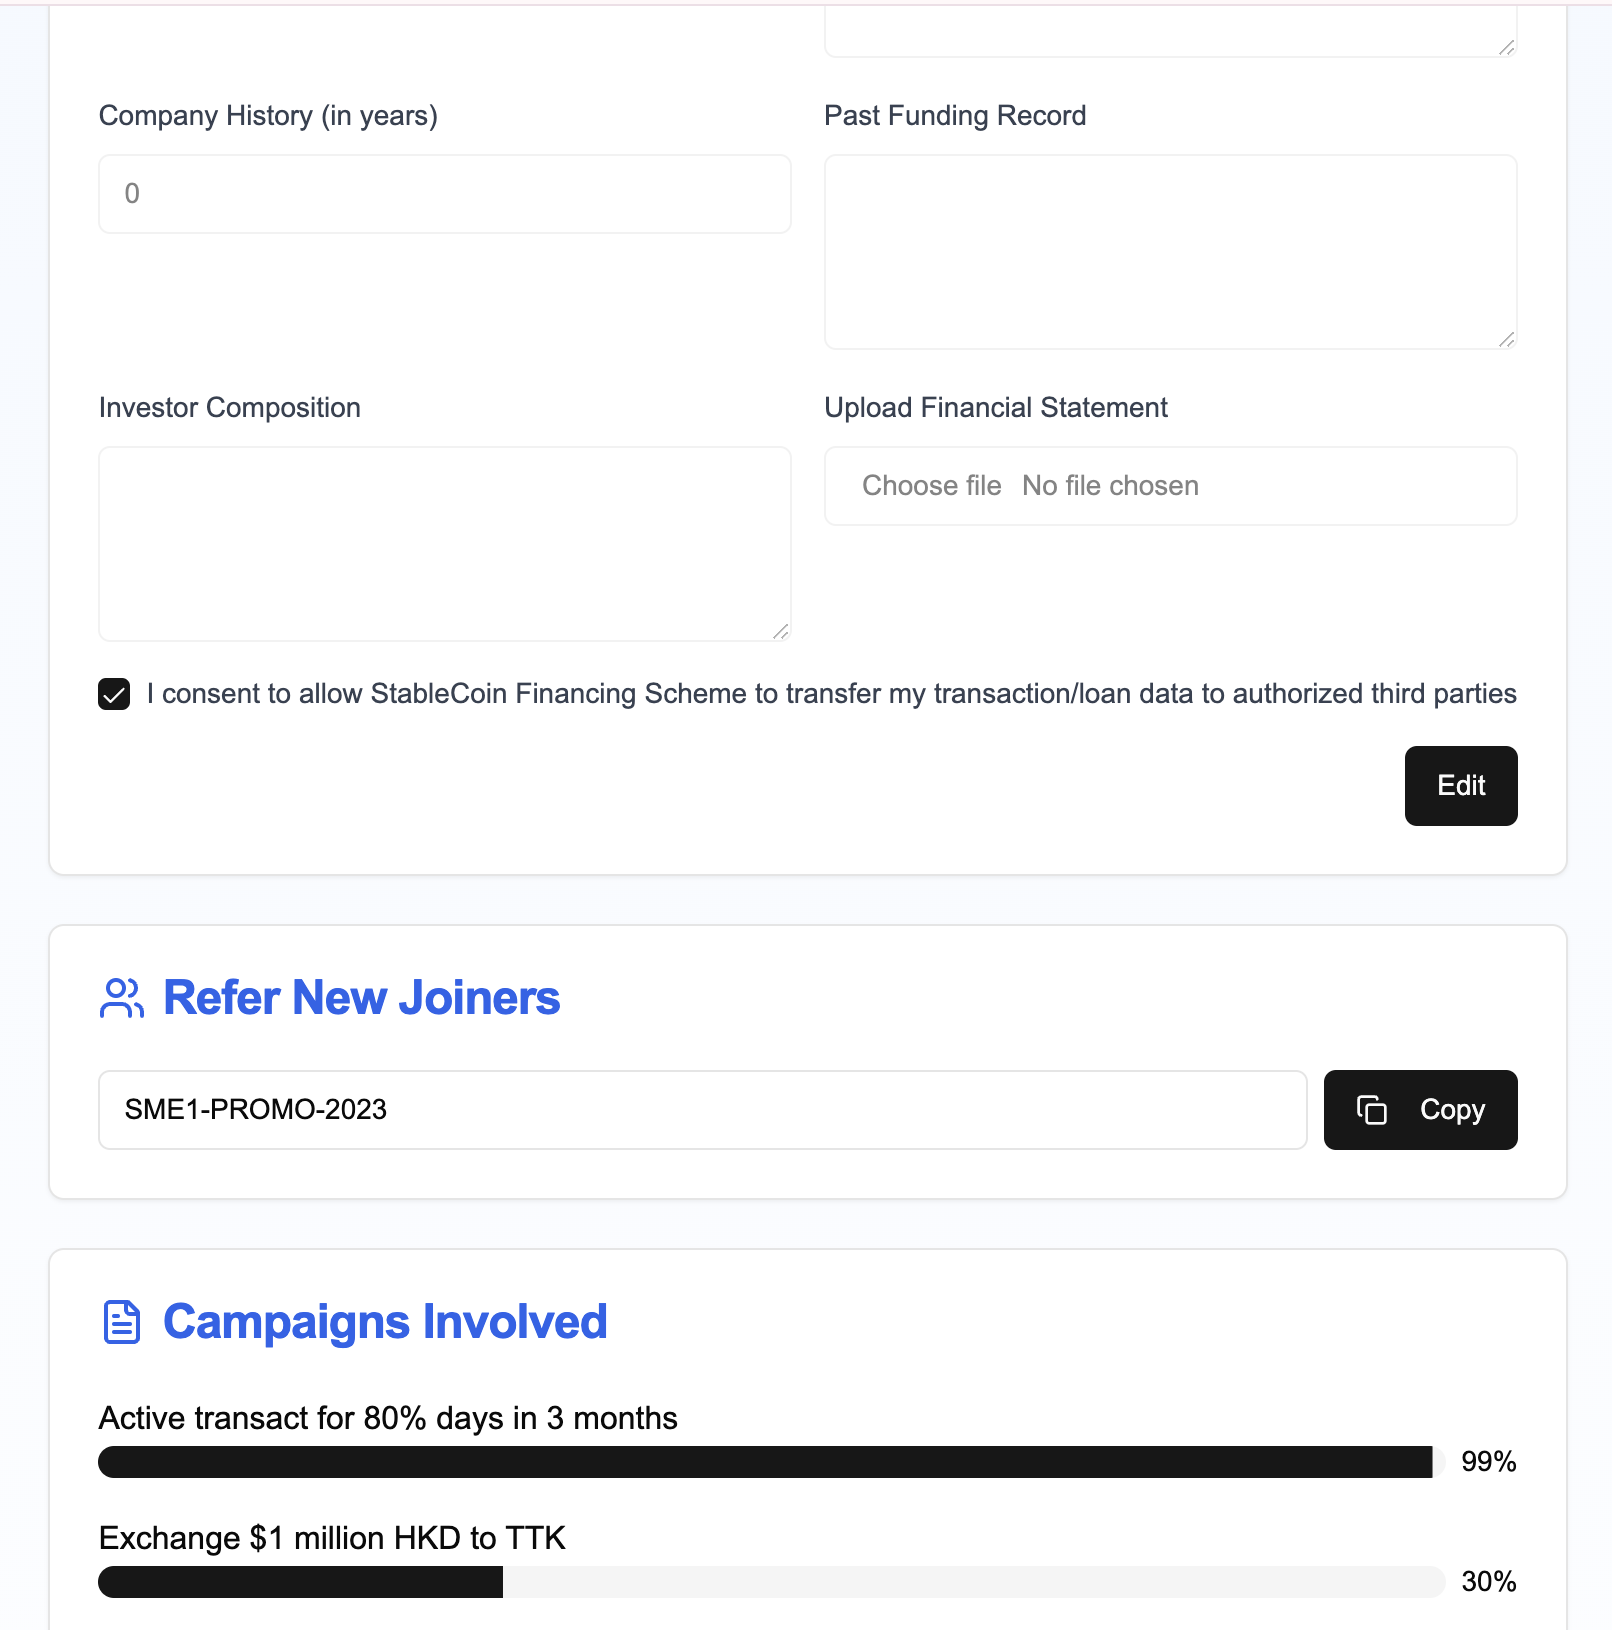 Company History (in years)
Past Funding Record
0
Investor Composition
Upload Financial Statement
Choose file No file chosen
I consent to allow StableCoin Financing Scheme to transfer my transaction/loan data to authorized third parties
Edit
Refer New Joiners
SME1-PROMO-2023
Copy
Campaigns Involved
Active transact for 80% days in 3 months
99%
Exchange $1 million HKD to TTK
30%